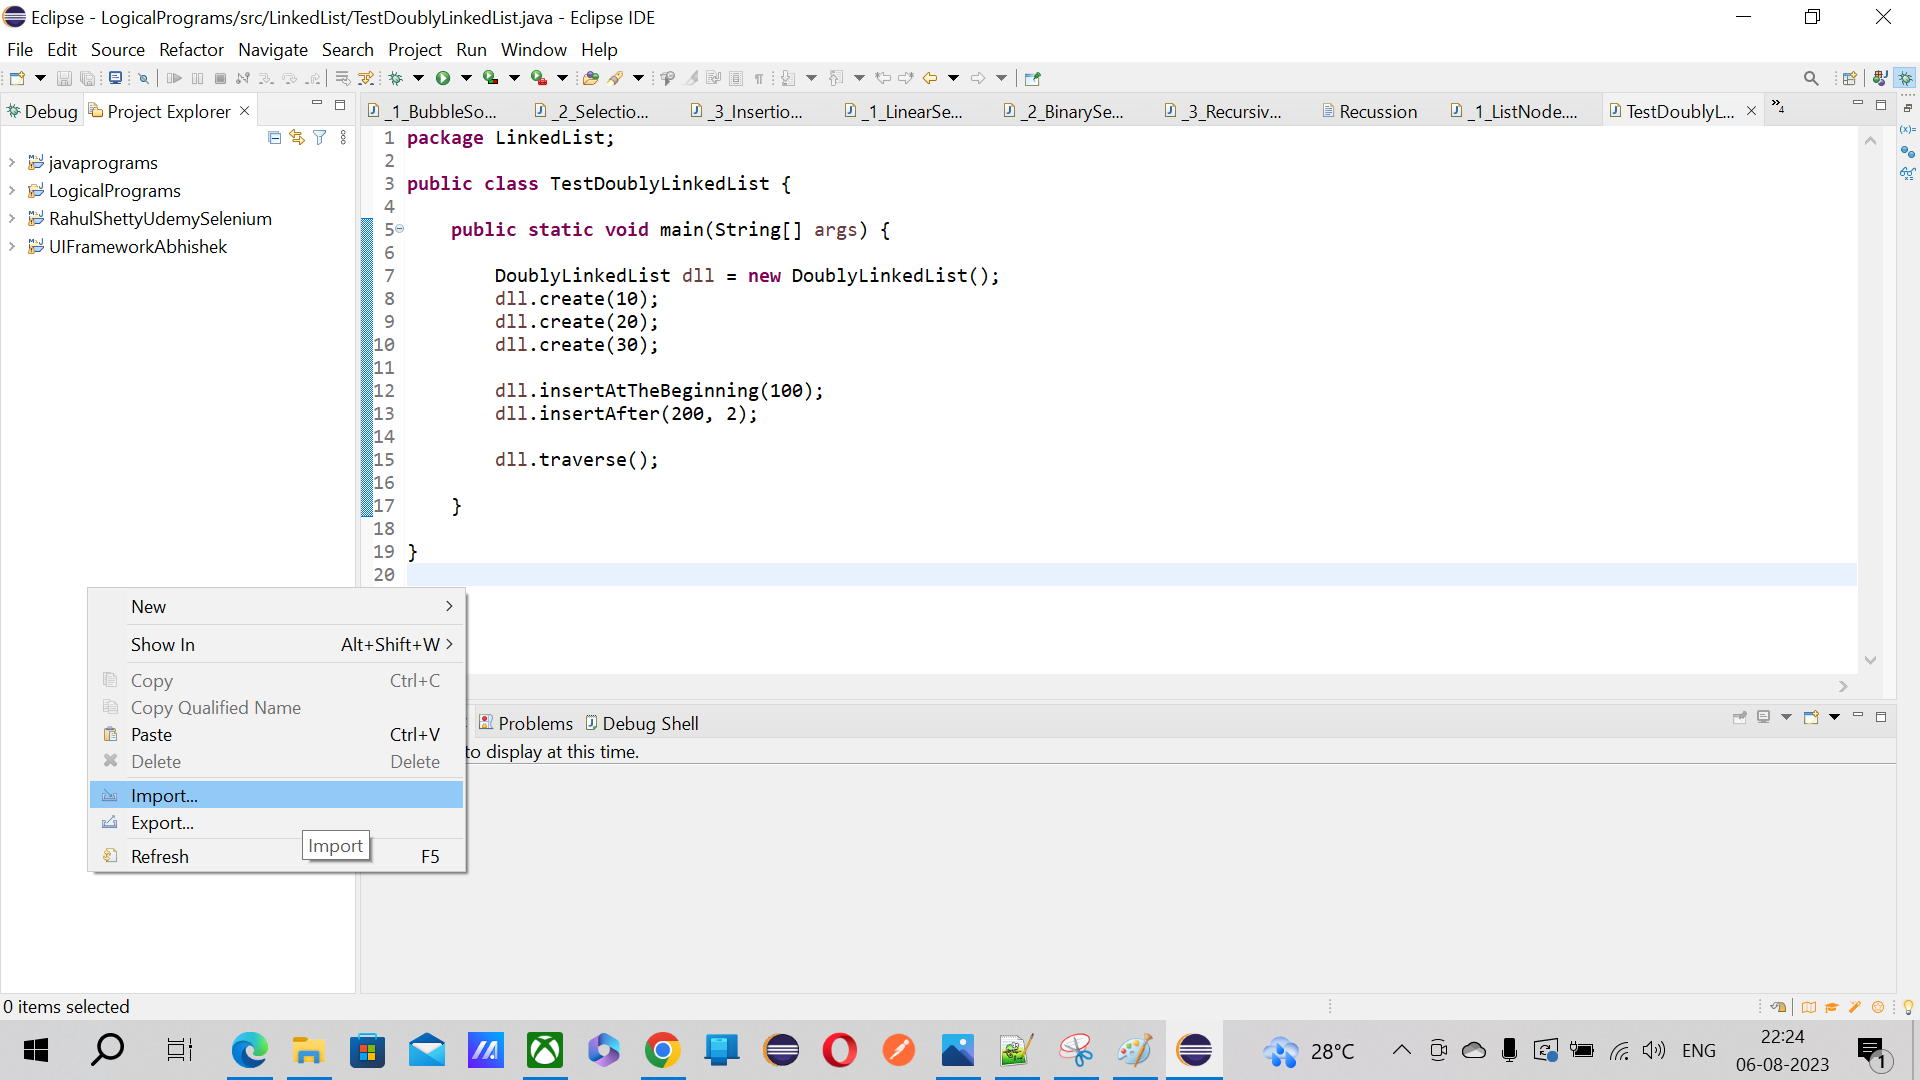 Eclipse - LogicalPrograms/src/LinkedList/TestDoublyLinkedList.java - Eclipse IDE
File Edit Source Refactor Navigate Search Project Run Window Help
Debug Project Explorer
_1_BubbleSo... _2_Selectio... _3_Insertio... _1_LinearSe... _2_BinarySe... _3_Recursiv... Recussion _1_ListNode.... TestDoublyL... »4
javaprograms
LogicalPrograms
RahulShettyUdemySelenium
UIFrameworkAbhishek
1 package LinkedList;
2
3 public class TestDoublyLinkedList {
4
5 public static void main(String[] args) {
6
7 DoublyLinkedList dll = new DoublyLinkedList();
8 dll.create(10);
9 dll.create(20);
10 dll.create(30);
11
12 dll.insertAtTheBeginning(100);
13 dll.insertAfter(200, 2);
14
15 dll.traverse();
16
17 }
18
19 }
20
New
Show In Alt+Shift+W
Copy Ctrl+C
Copy Qualified Name
Paste Ctrl+V
Delete Delete
Import...
Export...
Import
Refresh F5
Problems Debug Shell
to display at this time.
0 items selected
28°C
ENG
22:24
06-08-2023
1